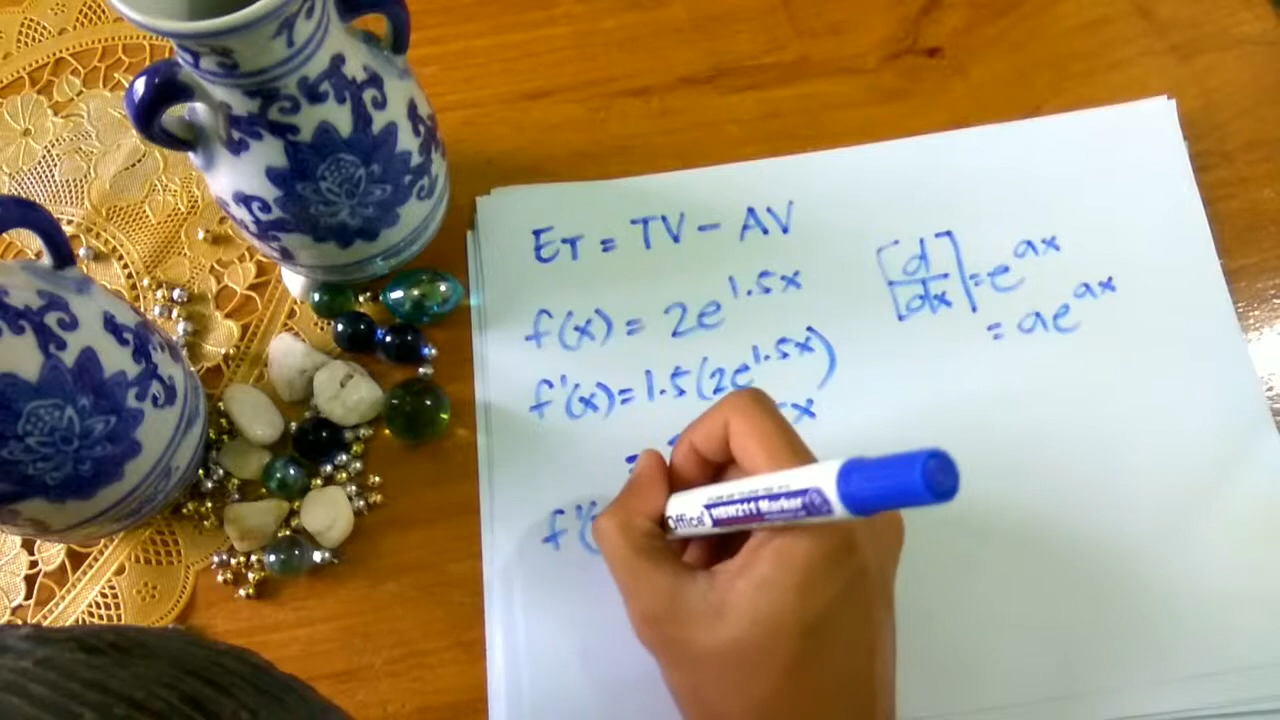 ET = TV - AV
f(x) = 2e^1.5x
f'(x) = 1.5(2e^1.5x)
=
f'(
[d/dx] = e^ax
= ae^ax
Office HBW211 Marker